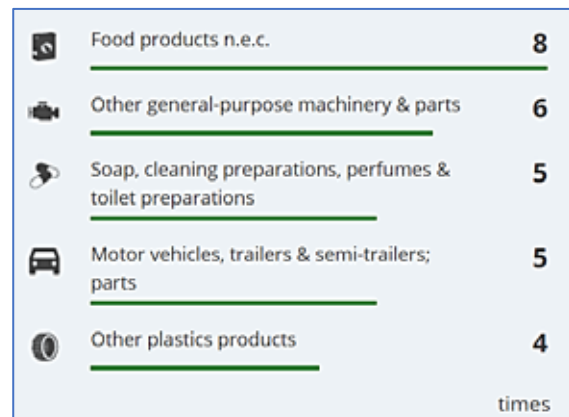 Food products n.e.c. 8
Other general-purpose machinery & parts 6
Soap, cleaning preparations, perfumes & 5
toilet preparations
Motor vehicles, trailers & semi-trailers; 5
parts
Other plastics products 4
times